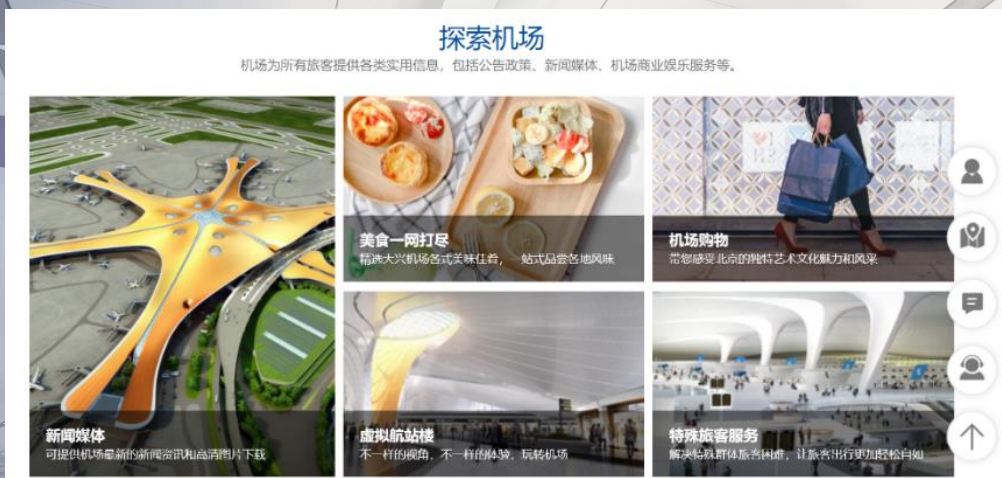 探索机场
机场为所有旅客提供各类实用信息，包括公告政策、新闻媒体、机场商业娱乐服务等。
美食一网打尽
精选大兴机场各式美味佳肴，一站式品尝各地风味
机场购物
带您感受北京的独特艺术文化魅力和风采
新闻媒体
可提供机场最新的新闻资讯和高清图片下载
虚拟航站楼
不一样的视角，不一样的体验，玩转机场
特殊旅客服务
解决特殊群体旅客困难，让旅客出行更加轻松自如